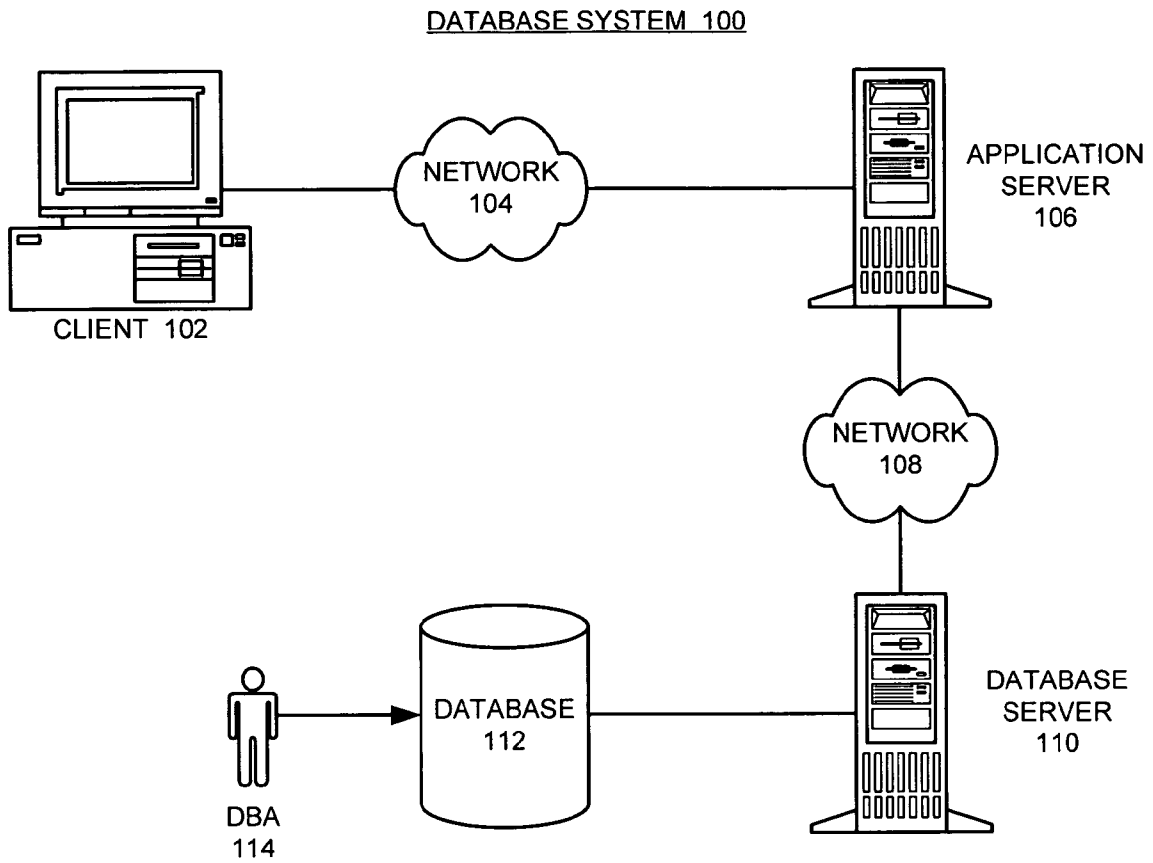 DATABASE SYSTEM 100
NETWORK
104
APPLICATION
SERVER
106
CLIENT 102
NETWORK
108
DATABASE
112
DATABASE
SERVER
110
DBA
114